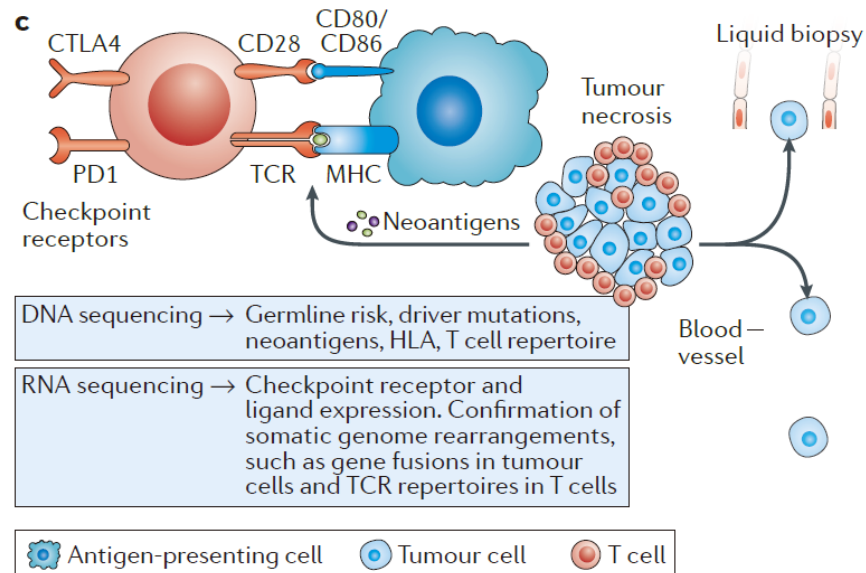 c
CTLA4
CD28
CD80/
CD86
Liquid biopsy
Tumour
necrosis
PD1
TCR
MHC
Checkpoint
receptors
Neoantigens
DNA sequencing → Germline risk, driver mutations,
neoantigens, HLA, T cell repertoire
Blood
vessel
RNA sequencing → Checkpoint receptor and
ligand expression. Confirmation of
somatic genome rearrangements,
such as gene fusions in tumour
cells and TCR repertoires in T cells
Antigen-presenting cell
Tumour cell
T cell